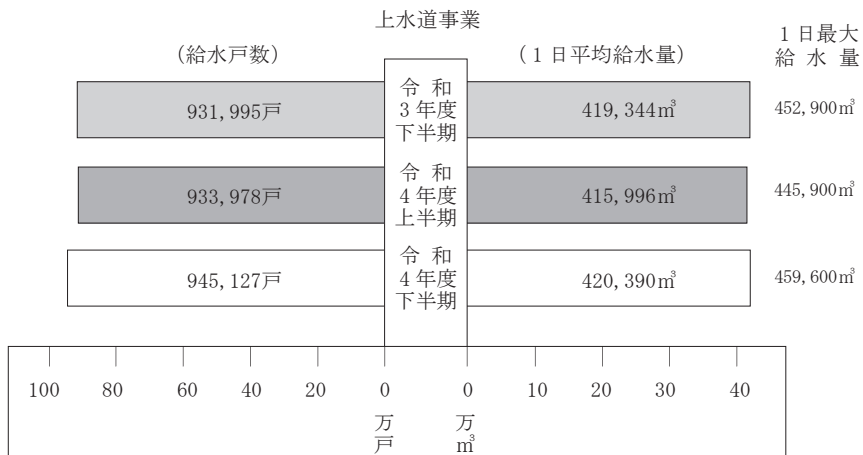 上水道事業
(給水戸数)
(1日平均給水量)
1日最大
給水量
931,995戸
令和
3年度
下半期
419,344㎥
452,900㎥
933,978戸
令和
4年度
上半期
415,996㎥
445,900㎥
945,127戸
令和
4年度
下半期
420,390㎥
459,600㎥
100 80 60 40 20 0 0 10 20 30 40
万戸
万㎥